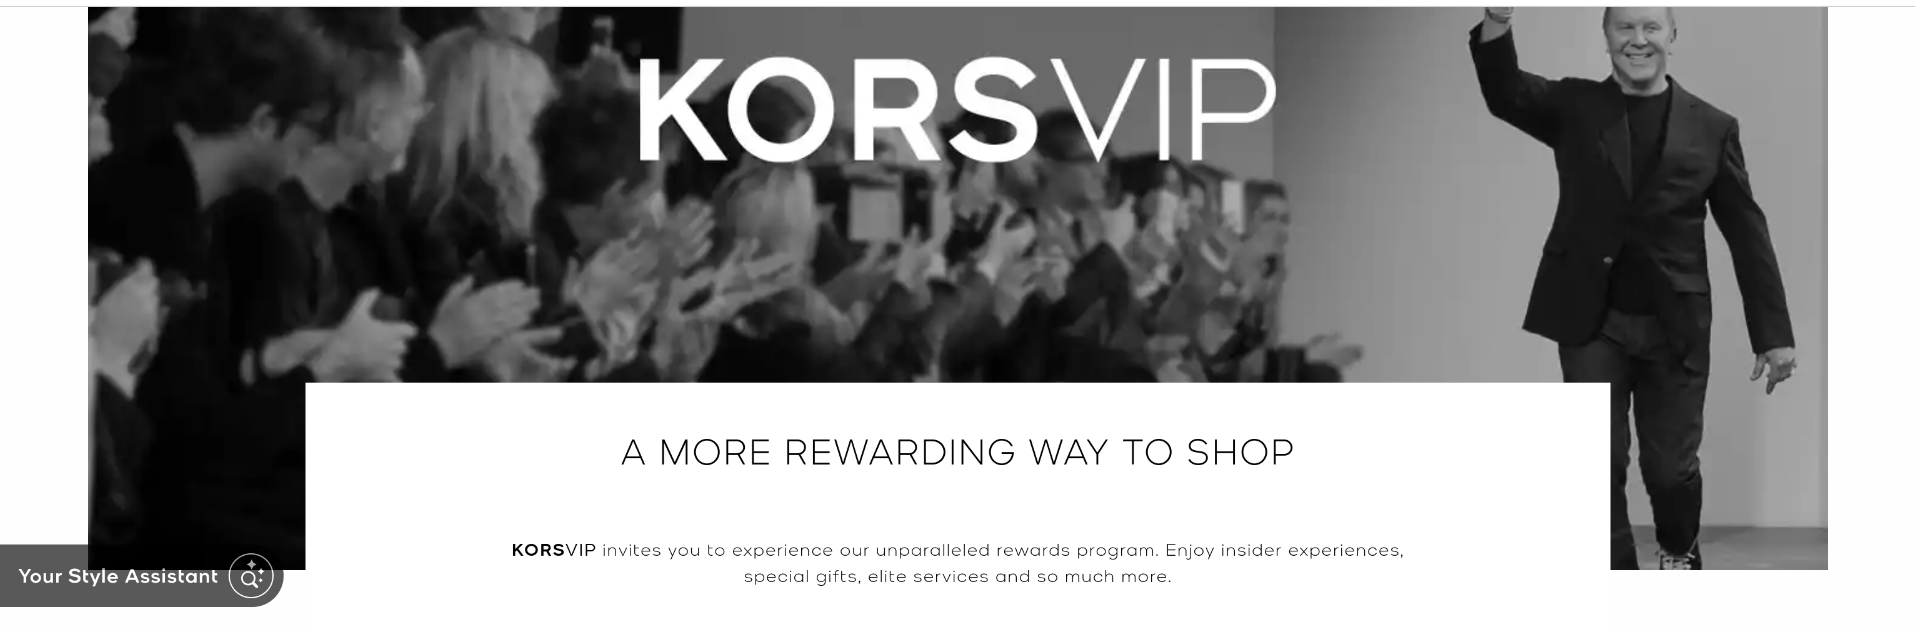 KORSVIP
A MORE REWARDING WAY TO SHOP
KORSVIP invites you to experience our unparalleled rewards program. Enjoy insider experiences,
special gifts, elite services and so much more.
Your Style Assistant